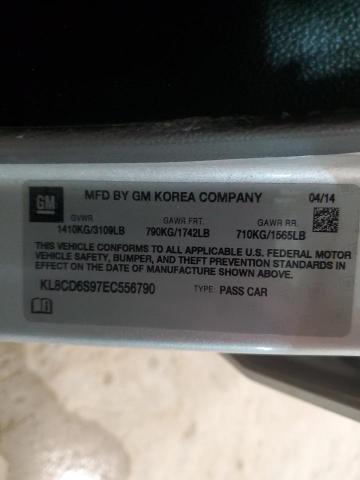 GM MFD BY GM KOREA COMPANY 04/14
GVWR GAWR FRT. GAWR RR.
1410KG/3109LB 790KG/1742LB 710KG/1565LB
THIS VEHICLE CONFORMS TO ALL APPLICABLE U.S. FEDERAL MOTOR
VEHICLE SAFETY, BUMPER, AND THEFT PREVENTION STANDARDS
IN EFFECT ON THE DATE OF MANUFACTURE SHOWN ABOVE.
KL8CD6S97EC556790 TYPE: PASS CAR